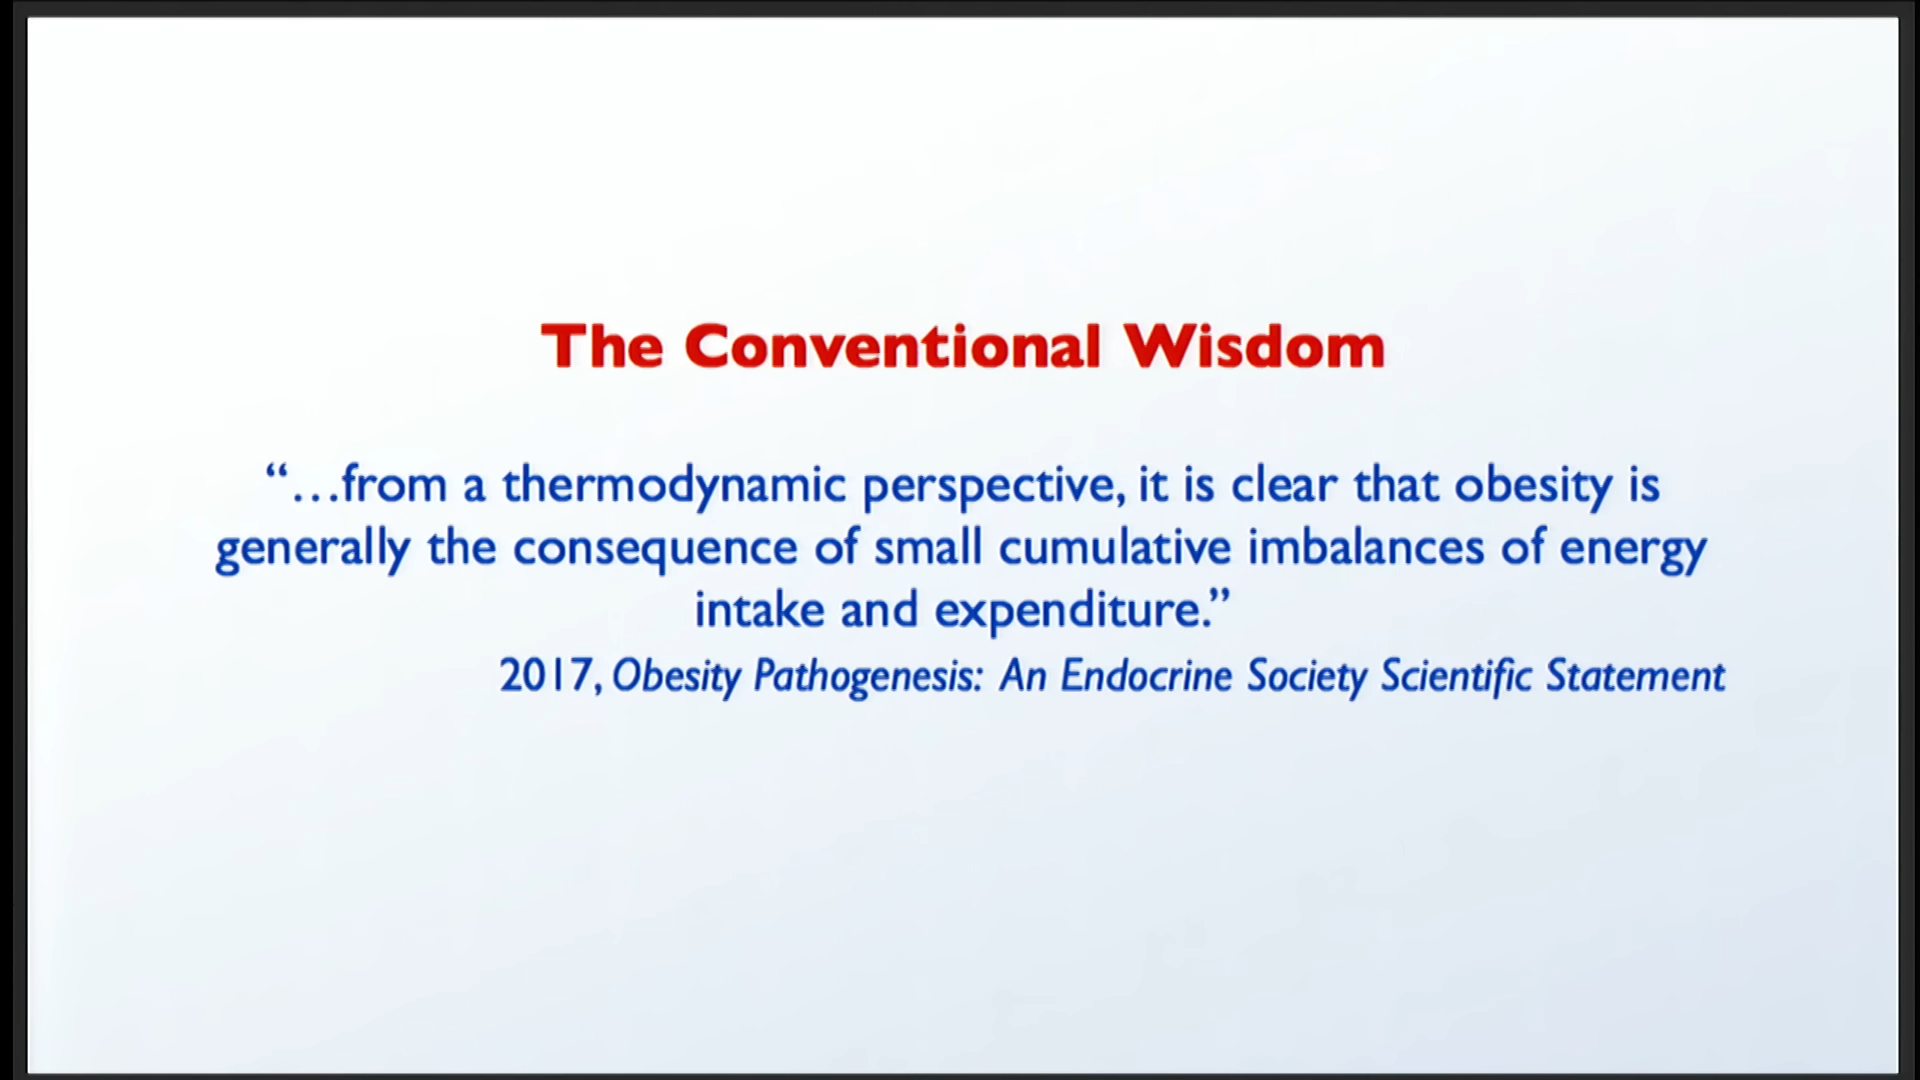 The Conventional Wisdom
“…from a thermodynamic perspective, it is clear that obesity is
generally the consequence of small cumulative imbalances of energy
intake and expenditure.”
2017, Obesity Pathogenesis: An Endocrine Society Scientific Statement